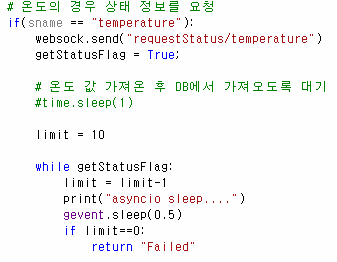 # 온도의 경우 상태 정보를 요청
if(sname == "temperature"):
    websock.send("requestStatus/temperature")
    getStatusFlag = True;

    # 온도 값 가져온 후 DB에서 가져오도록 대기
    #time.sleep(1)

    limit = 10

    while getStatusFlag:
        limit = limit-1
        print("asyncio sleep....")
        gevent.sleep(0.5)
        if limit==0:
            return "Failed"